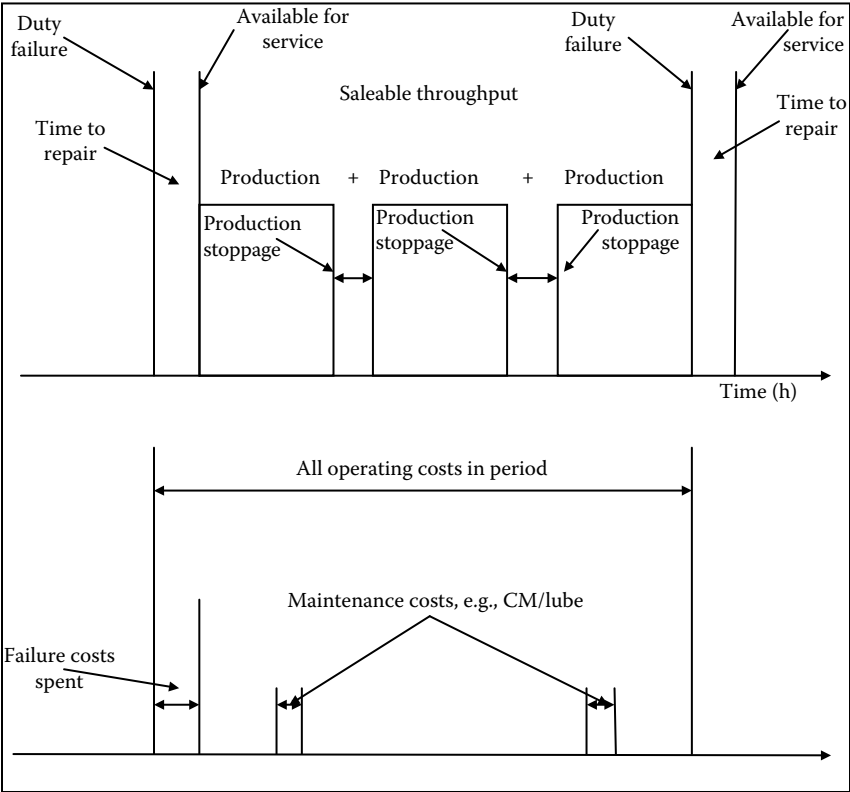 Duty
failure
Available for
service
Duty
failure
Available for
service
Saleable throughput
Time to
repair
Time to
repair
Production + Production + Production
Production
stoppage
Production
stoppage
Production
stoppage
Time (h)
All operating costs in period
Maintenance costs, e.g., CM/lube
Failure costs
spent